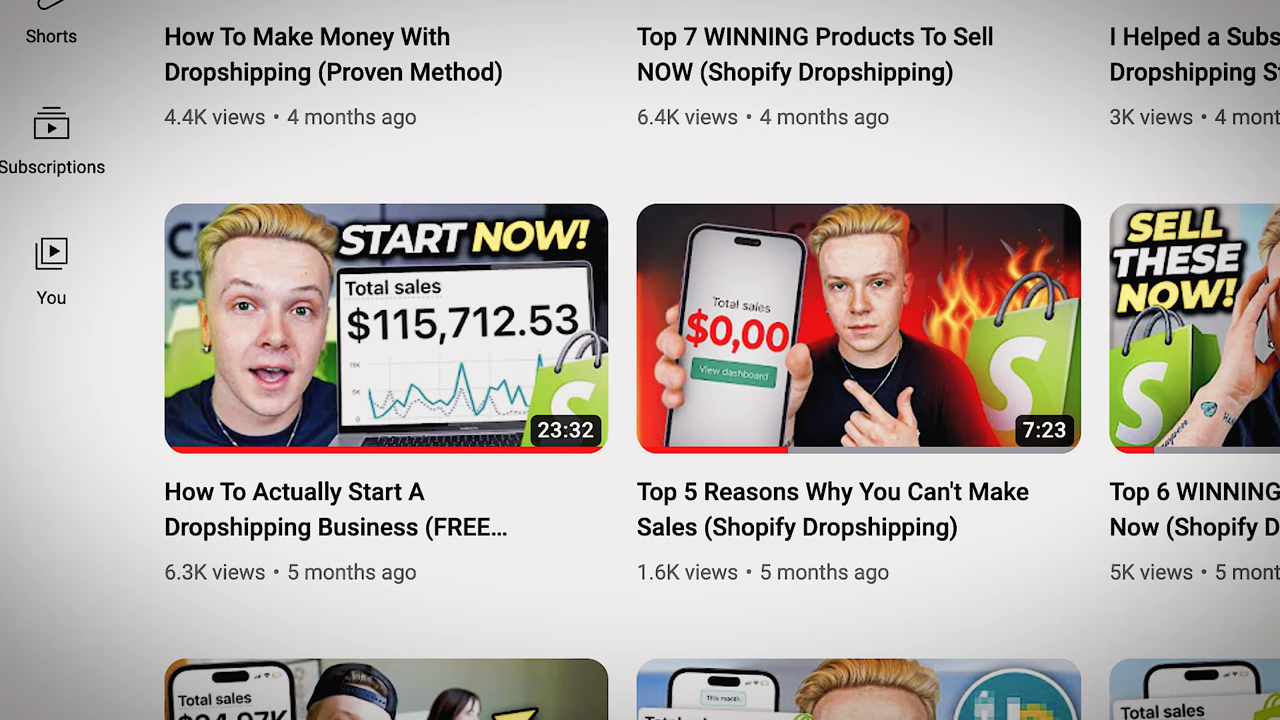 Shorts
Subscriptions
You
How To Make Money With
Dropshipping (Proven Method)
4.4K views • 4 months ago
Top 7 WINNING Products To Sell
NOW (Shopify Dropshipping)
6.4K views • 4 months ago
I Helped a Subs
Dropshipping St
3K views • 4 mont
START NOW!
Total sales
$115,712.53
23:32
How To Actually Start A
Dropshipping Business (FREE...
6.3K views • 5 months ago
Total sales
$0,00
View dashboard
7:23
Top 5 Reasons Why You Can't Make
Sales (Shopify Dropshipping)
1.6K views • 5 months ago
SELL
THESE
NOW!
Top 6 WINNING
Now (Shopify D
5K views • 5 mont
Total sales
This month
Total sales